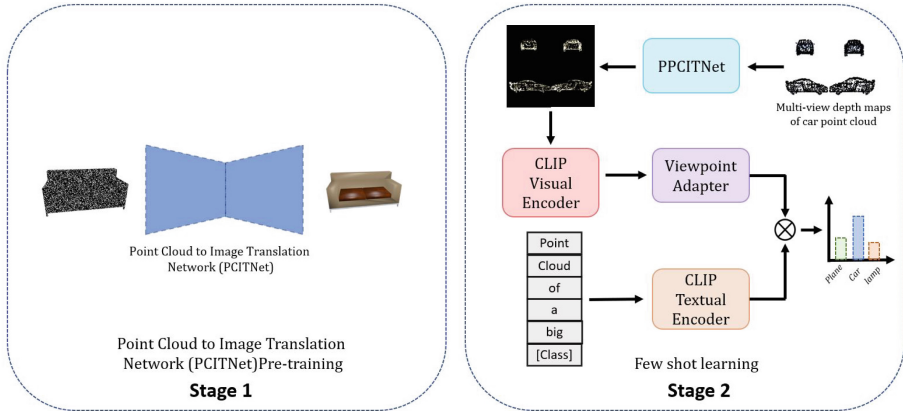 Point Cloud to Image Translation
Network (PCITNet)
Point Cloud to Image Translation
Network (PCITNet)Pre-training
Stage 1
PPCITNet
Multi-view depth maps
of car point cloud
CLIP
Visual
Encoder
Viewpoint
Adapter
Point
Cloud
of
a
big
[Class]
CLIP
Textual
Encoder
Plane
Car
lamp
Few shot learning
Stage 2